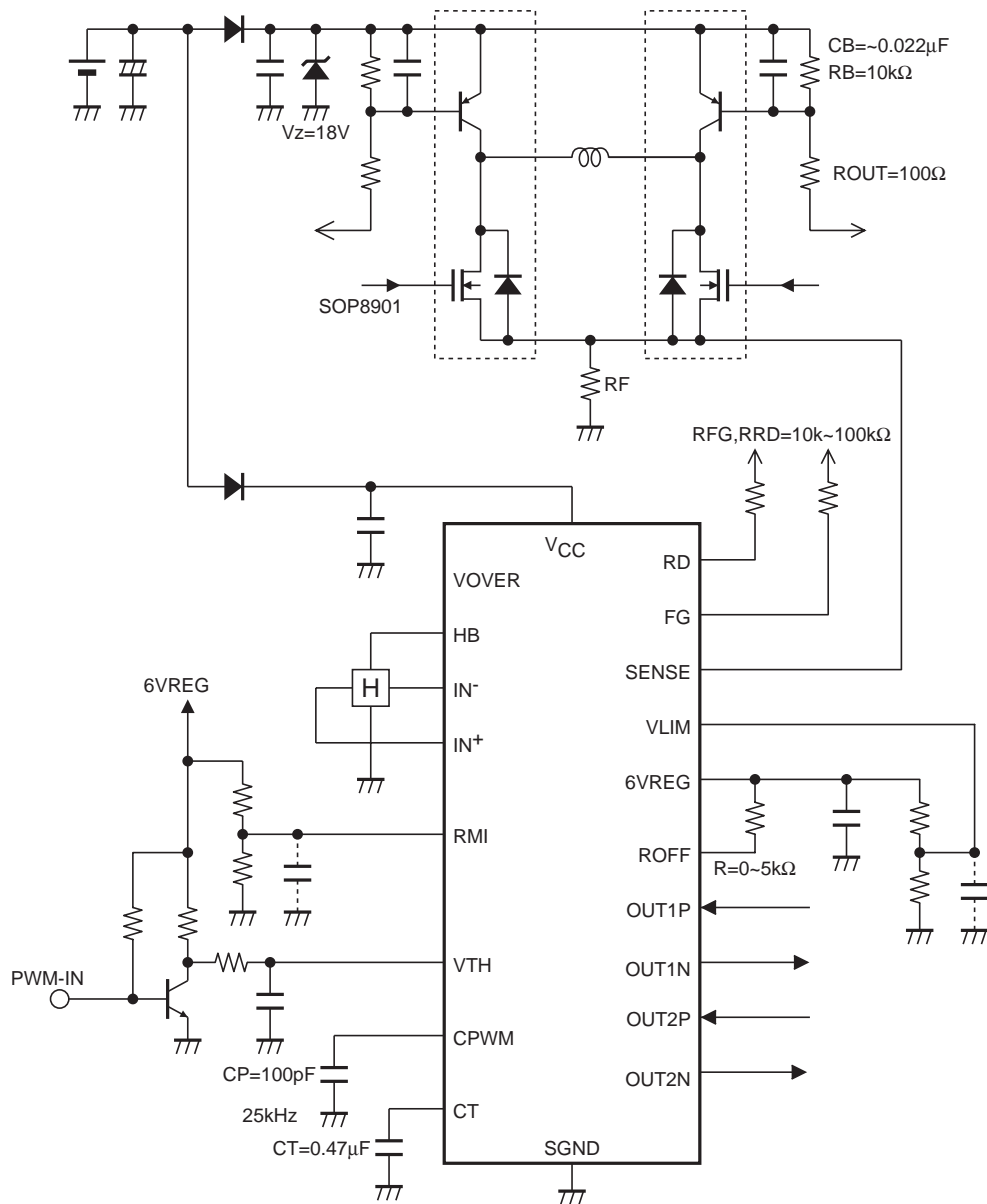 CB=~0.022μF
RB=10kΩ
Vz=18V
ROUT=100Ω
SOP8901
RF
RFG,RRD=10k~100kΩ
VCC
RD
VOVER
FG
HB
SENSE
H
IN-
6VREG
VLIM
IN+
6VREG
RMI
ROFF
R=0~5kΩ
OUT1P
PWM-IN
VTH
OUT1N
OUT2P
CPWM
CP=100pF
OUT2N
25kHz
CT
CT=0.47μF
SGND